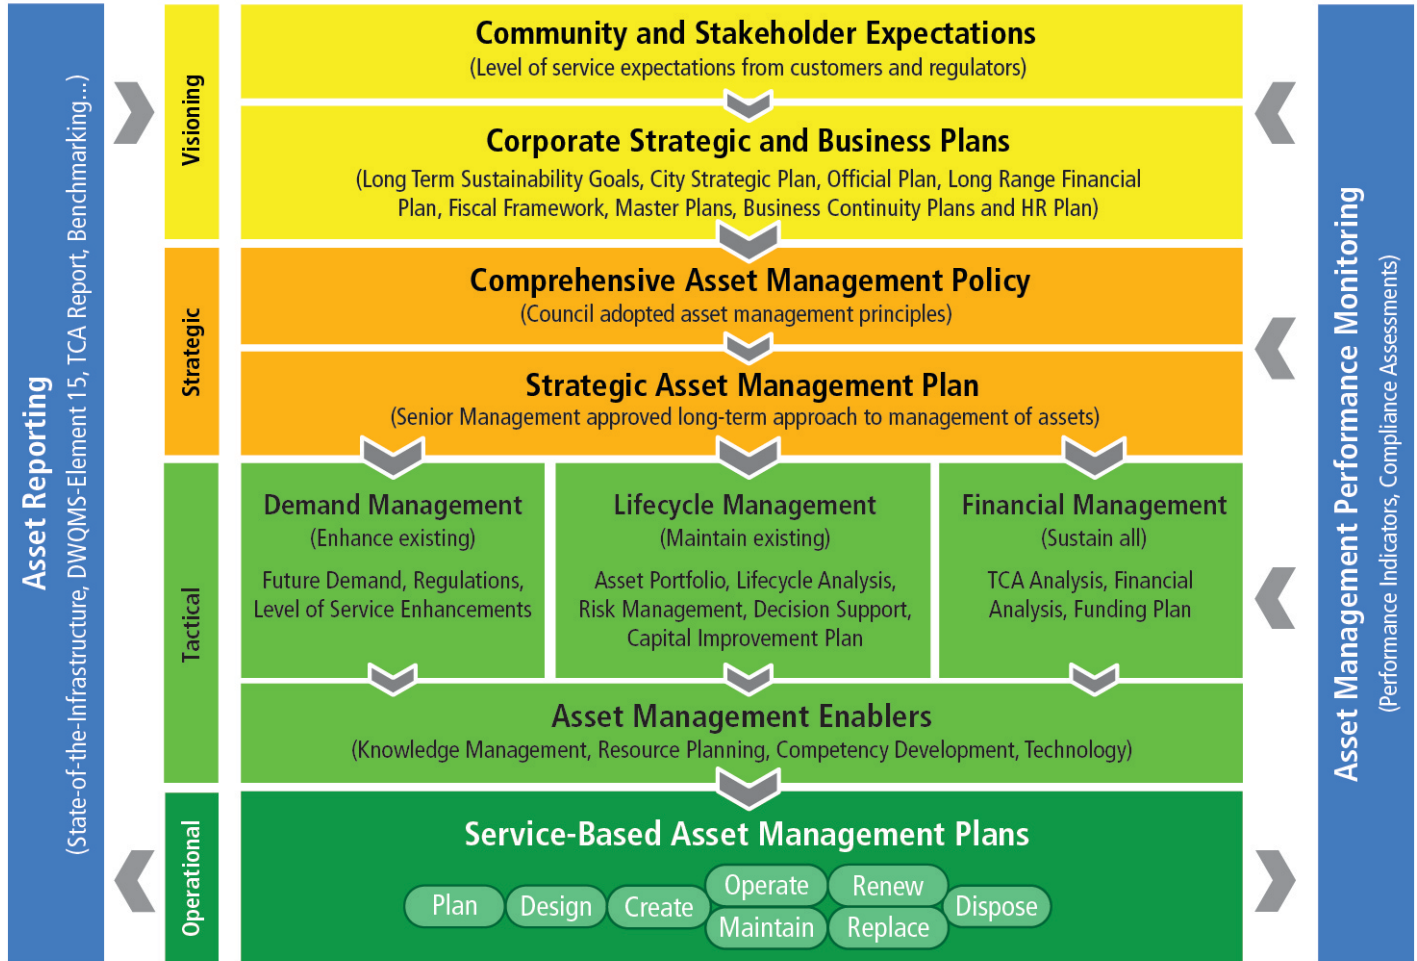 Asset Reporting
(State-of-the-Infrastructure, DWQMS-Element 15, TCA Report, Benchmarking...)
Visioning
Community and Stakeholder Expectations
(Level of service expectations from customers and regulators)
Corporate Strategic and Business Plans
(Long Term Sustainability Goals, City Strategic Plan, Official Plan, Long Range Financial
Plan, Fiscal Framework, Master Plans, Business Continuity Plans and HR Plan)
Strategic
Comprehensive Asset Management Policy
(Council adopted asset management principles)
Strategic Asset Management Plan
(Senior Management approved long-term approach to management of assets)
Tactical
Demand Management
(Enhance existing)
Future Demand, Regulations,
Level of Service Enhancements
Lifecycle Management
(Maintain existing)
Asset Portfolio, Lifecycle Analysis,
Risk Management, Decision Support,
Capital Improvement Plan
Financial Management
(Sustain all)
TCA Analysis, Financial
Analysis, Funding Plan
Asset Management Enablers
(Knowledge Management, Resource Planning, Competency Development, Technology)
Operational
Service-Based Asset Management Plans
Plan
Design
Create
Operate
Maintain
Renew
Replace
Dispose
Asset Management Performance Monitoring
(Performance Indicators, Compliance Assessments)